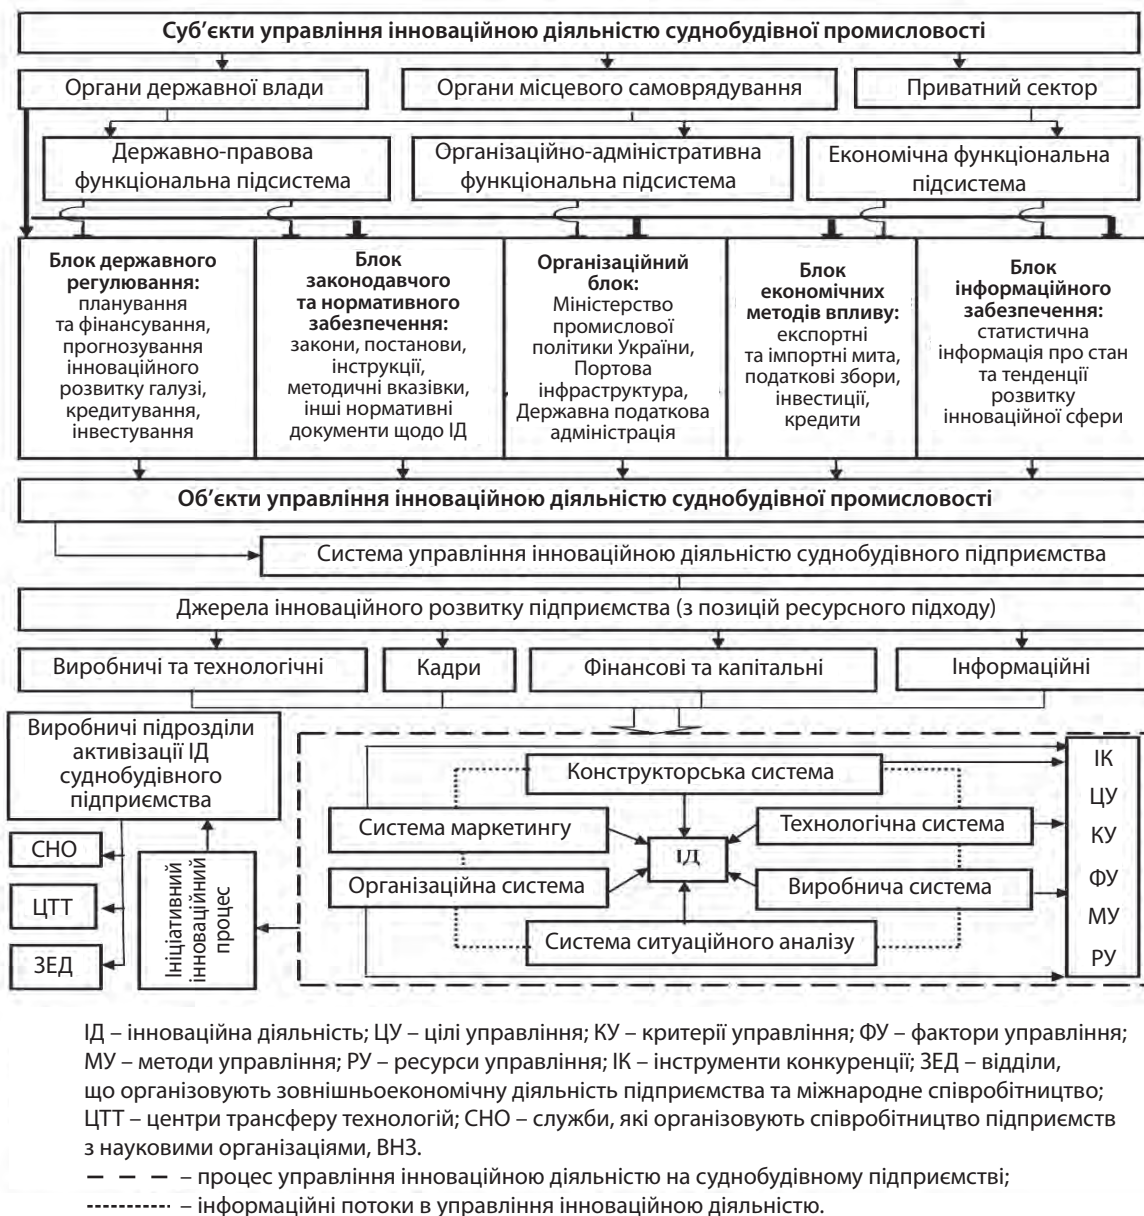 Суб’єкти управління інноваційною діяльністю суднобудівної промисловості
Органи державної влади
Органи місцевого самоврядування
Приватний сектор
Державно-правова
функціональна підсистема
Організаційно-адміністративна
функціональна підсистема
Економічна функціональна
підсистема
Блок державного
регулювання:
планування
та фінансування,
прогнозування
інноваційного
розвитку галузі,
кредитування,
інвестування
Блок
законодавчого
та нормативного
забезпечення:
закони, постанови,
інструкції,
методичні вказівки,
інші нормативні
документи щодо ІД
Організаційний
блок:
Міністерство
промислової
політики України,
Портова
інфраструктура,
Державна податкова
адміністрація
Блок
економічних
методів впливу:
експортні
та імпортні мита,
податкові збори,
інвестиції,
кредити
Блок
інформаційного
забезпечення:
статистична
інформація про стан
та тенденції
розвитку
інноваційної сфери
Об’єкти управління інноваційною діяльністю суднобудівної промисловості
Система управління інноваційною діяльністю суднобудівного підприємства
Джерела інноваційного розвитку підприємства (з позицій ресурсного підходу)
Виробничі та технологічні
Кадри
Фінансові та капітальні
Інформаційні
Виробничі підрозділи
активізації ІД
суднобудівного
підприємства
СНО
ЦТТ
ЗЕД
Ініціативний
інноваційний
процес
Конструкторська система
Система маркетингу
Технологічна система
ІД
Організаційна система
Виробнича система
Система ситуаційного аналізу
ІК
ЦУ
КУ
ФУ
МУ
РУ
ІД – інноваційна діяльність; ЦУ – цілі управління; КУ – критерії управління; ФУ – фактори управління;
МУ – методи управління; РУ – ресурси управління; ІК – інструменти конкуренції; ЗЕД – відділи,
що організовують зовнішньоекономічну діяльність підприємства та міжнародне співробітництво;
ЦТТ – центри трансферу технологій; СНО – служби, які організовують співробітництво підприємств
з науковими організаціями, ВНЗ.
– процес управління інноваційною діяльністю на суднобудівному підприємстві;
– інформаційні потоки в управління інноваційною діяльністю.